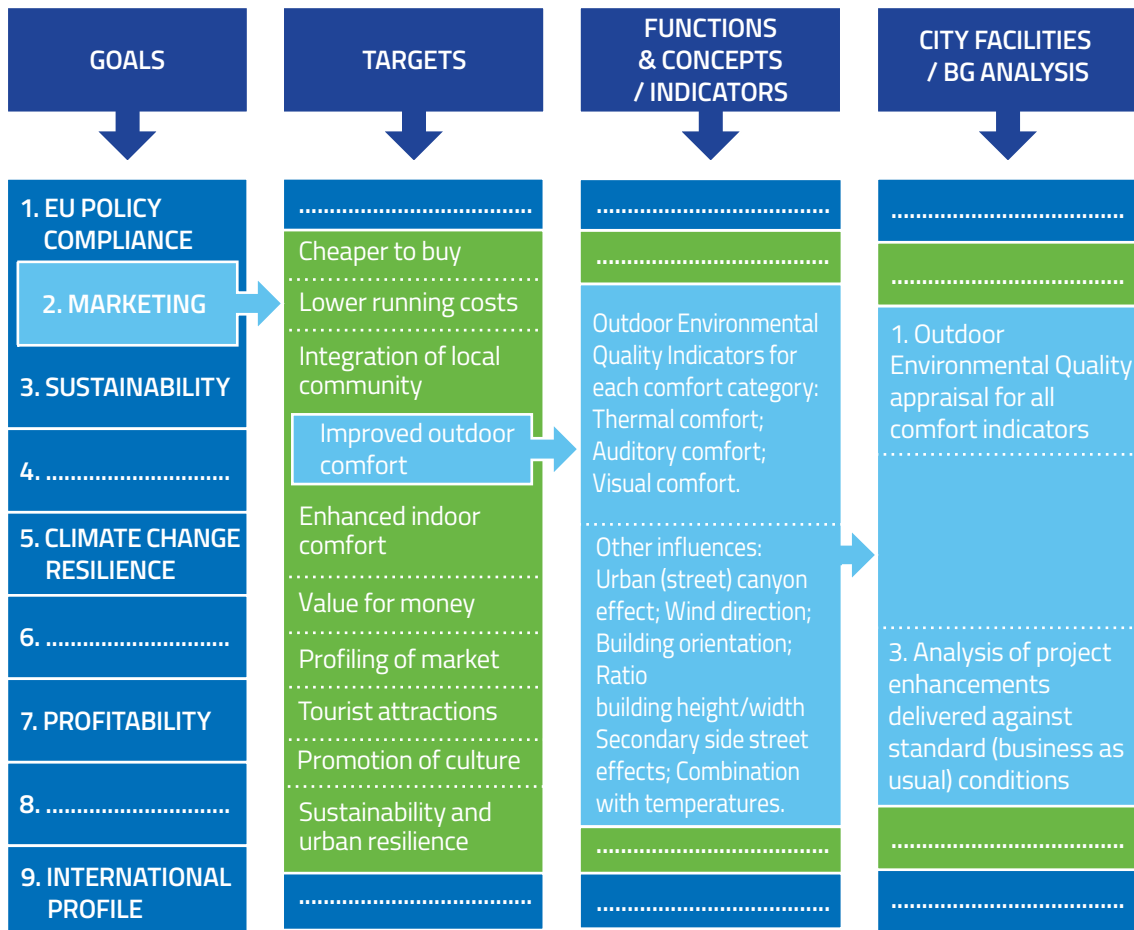 GOALS
TARGETS
FUNCTIONS
& CONCEPTS
/ INDICATORS
CITY FACILITIES
/ BG ANALYSIS
1. EU POLICY
COMPLIANCE
2. MARKETING
3. SUSTAINABILITY
4. ..................................
5. CLIMATE CHANGE
RESILIENCE
6. ..................................
7. PROFITABILITY
8. ..................................
9. INTERNATIONAL
PROFILE
......................................
Cheaper to buy
Lower running costs
Integration of local
community
Improved outdoor
comfort
Enhanced indoor
comfort
Value for money
Profiling of market
Tourist attractions
Promotion of culture
Sustainability and
urban resilience
......................................
......................................
......................................
Outdoor Environmental
Quality Indicators for
each comfort category:
Thermal comfort;
Auditory comfort;
Visual comfort.
Other influences:
Urban (street) canyon
effect; Wind direction;
Building orientation;
Ratio
building height/width
Secondary side street
effects; Combination
with temperatures.
......................................
......................................
......................................
......................................
1. Outdoor
Environmental Quality
appraisal for all
comfort indicators
3. Analysis of project
enhancements
delivered against
standard (business as
usual) conditions
......................................
......................................